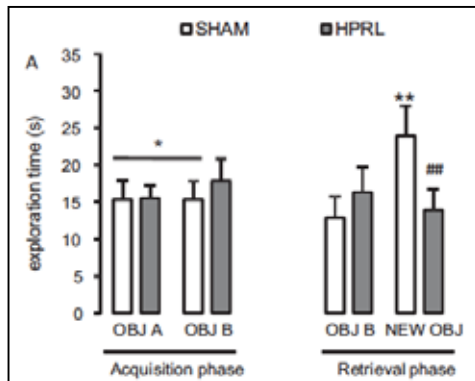 SHAM HPRL
A
exploration time (s)
35
30
25
20
15
10
5
0
*
**
##
OBJ A OBJ B OBJ B NEW OBJ
Acquisition phase Retrieval phase